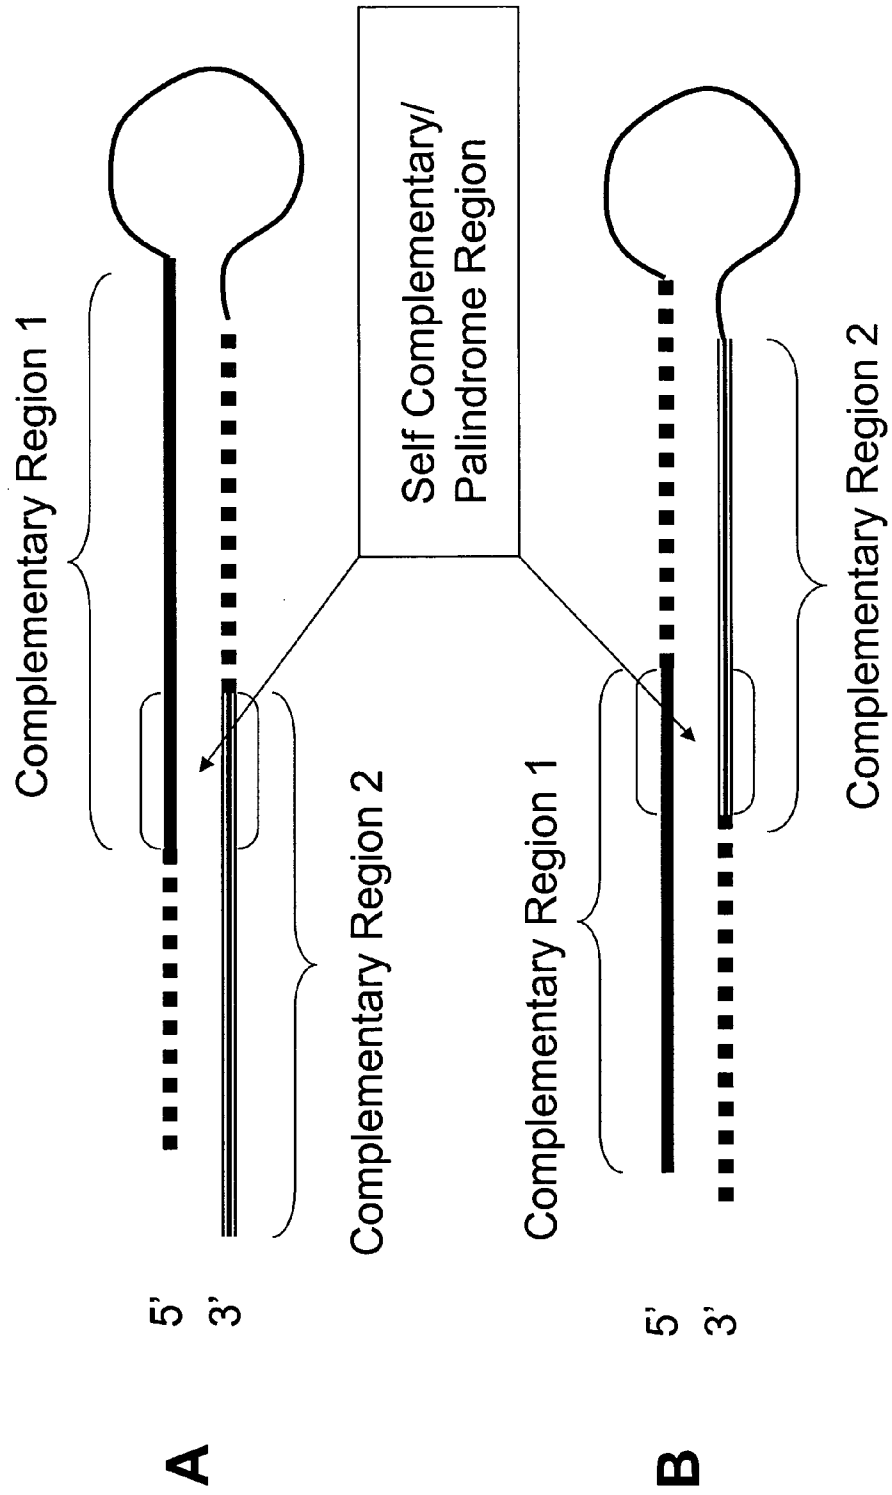 A
5'
3'
Complementary Region 1
Complementary Region 2
Self Complementary/
Palindrome Region
B
5'
3'
Complementary Region 1
Complementary Region 2